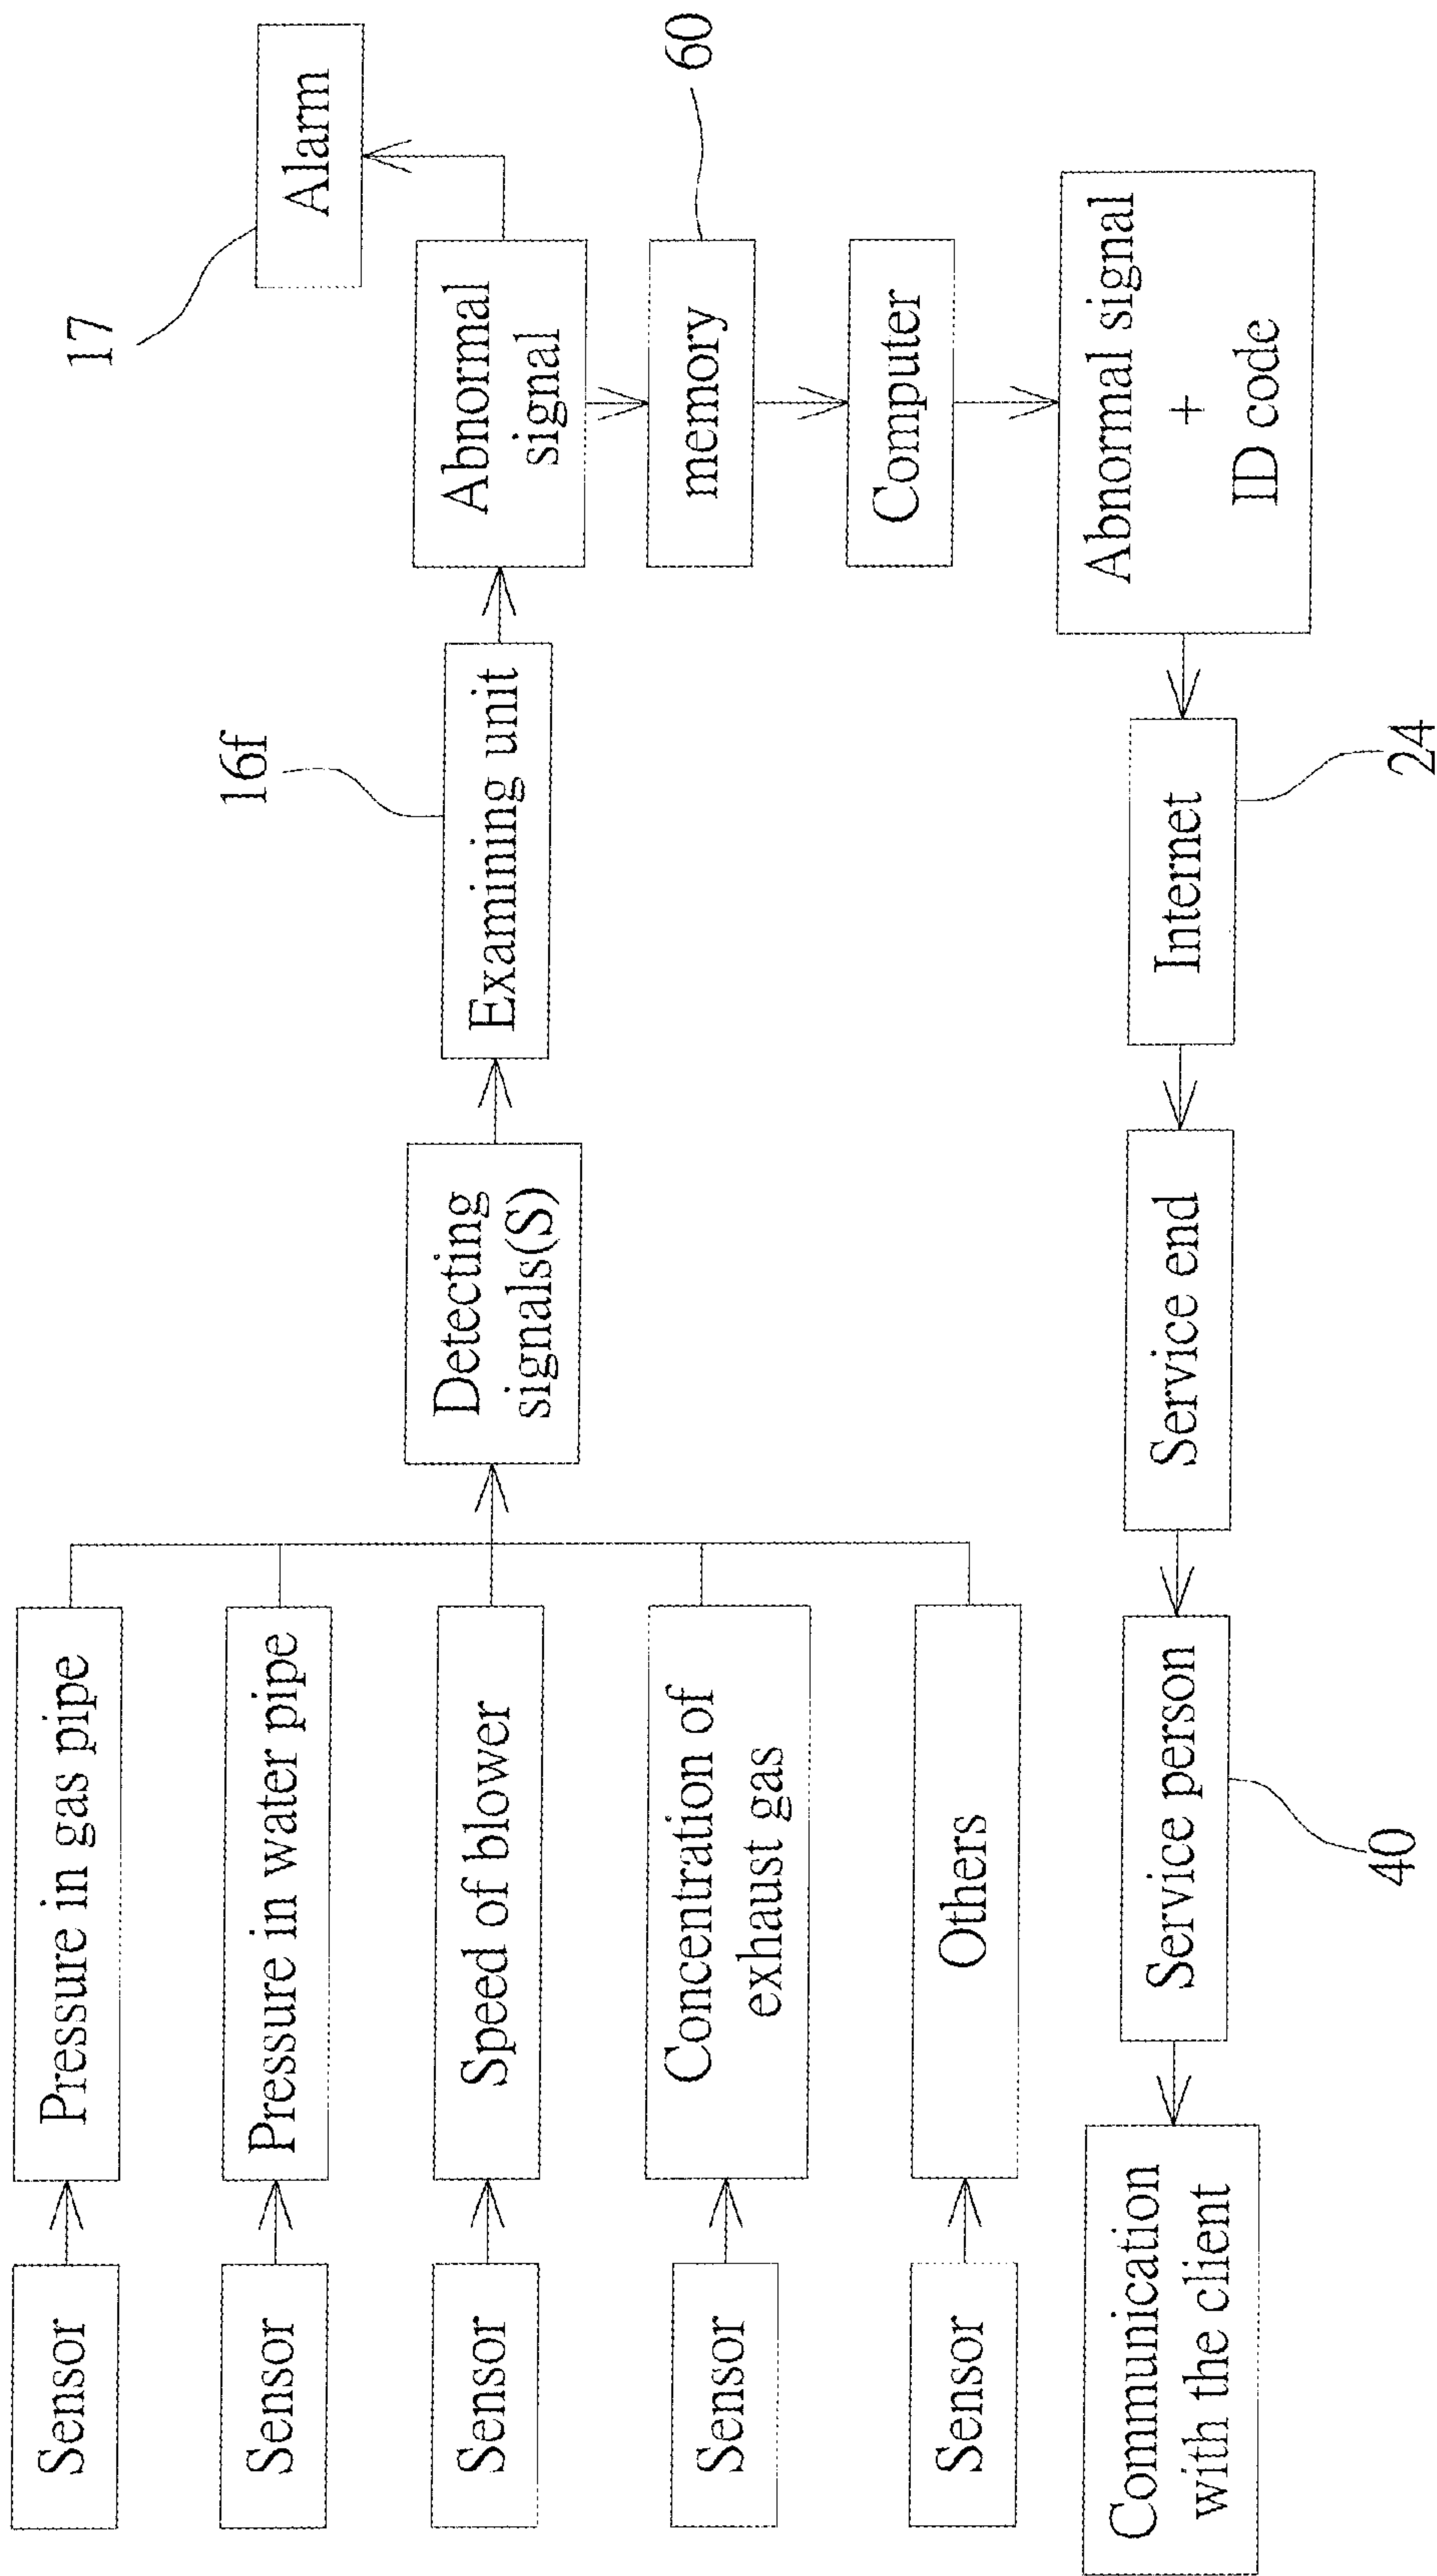 Sensor
Pressure in gas pipe
Sensor
Pressure in water pipe
Sensor
Speed of blower
Sensor
Concentration of
exhaust gas
Sensor
Others
Detecting
signals(S)
16f
Examining unit
Abnormal
signal
17
Alarm
memory
60
Computer
Abnormal signal
+
ID code
Internet
24
Service end
Service person
40
Communication
with the client